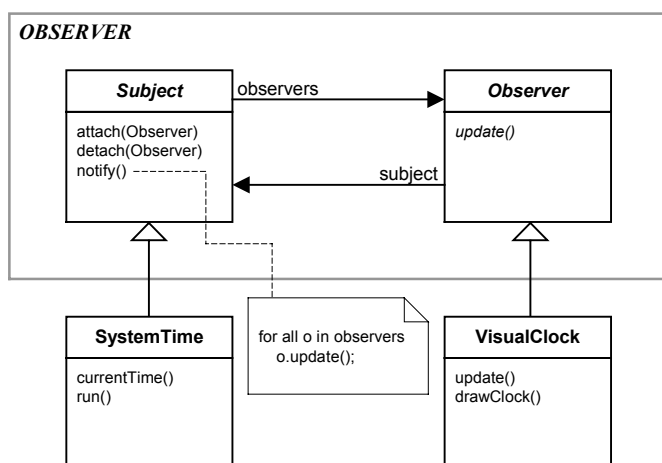 OBSERVER
Subject
observers
Observer
attach(Observer)
detach(Observer)
notify()
update()
subject
for all o in observers
o.update();
SystemTime
currentTime()
run()
VisualClock
update()
drawClock()